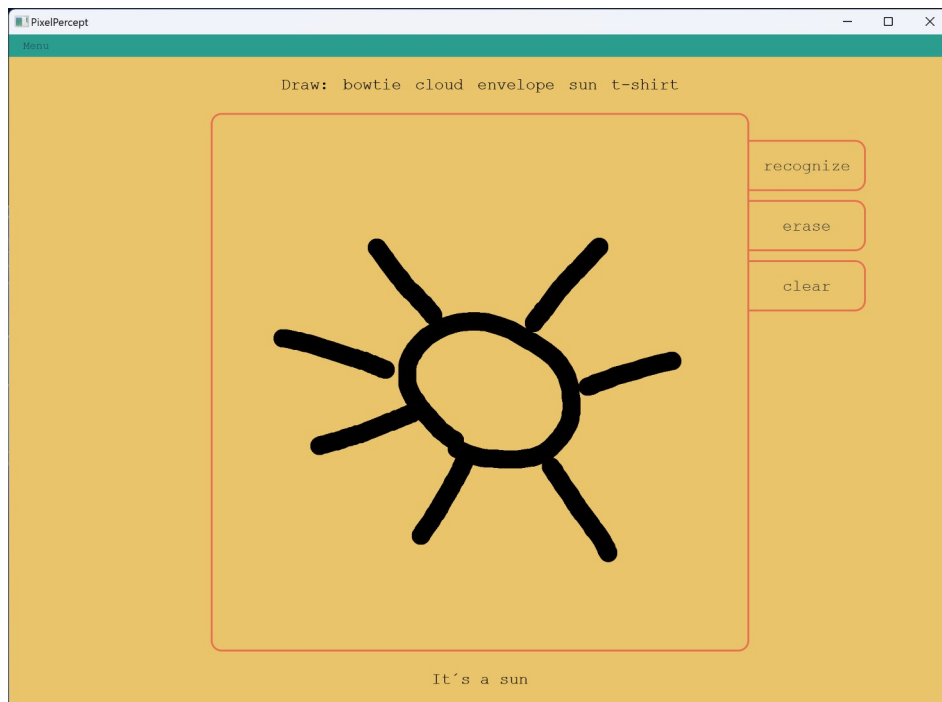 PixelPercept
Menu
Draw: bowtie cloud envelope sun t-shirt
recognize
erase
clear
It´s a sun